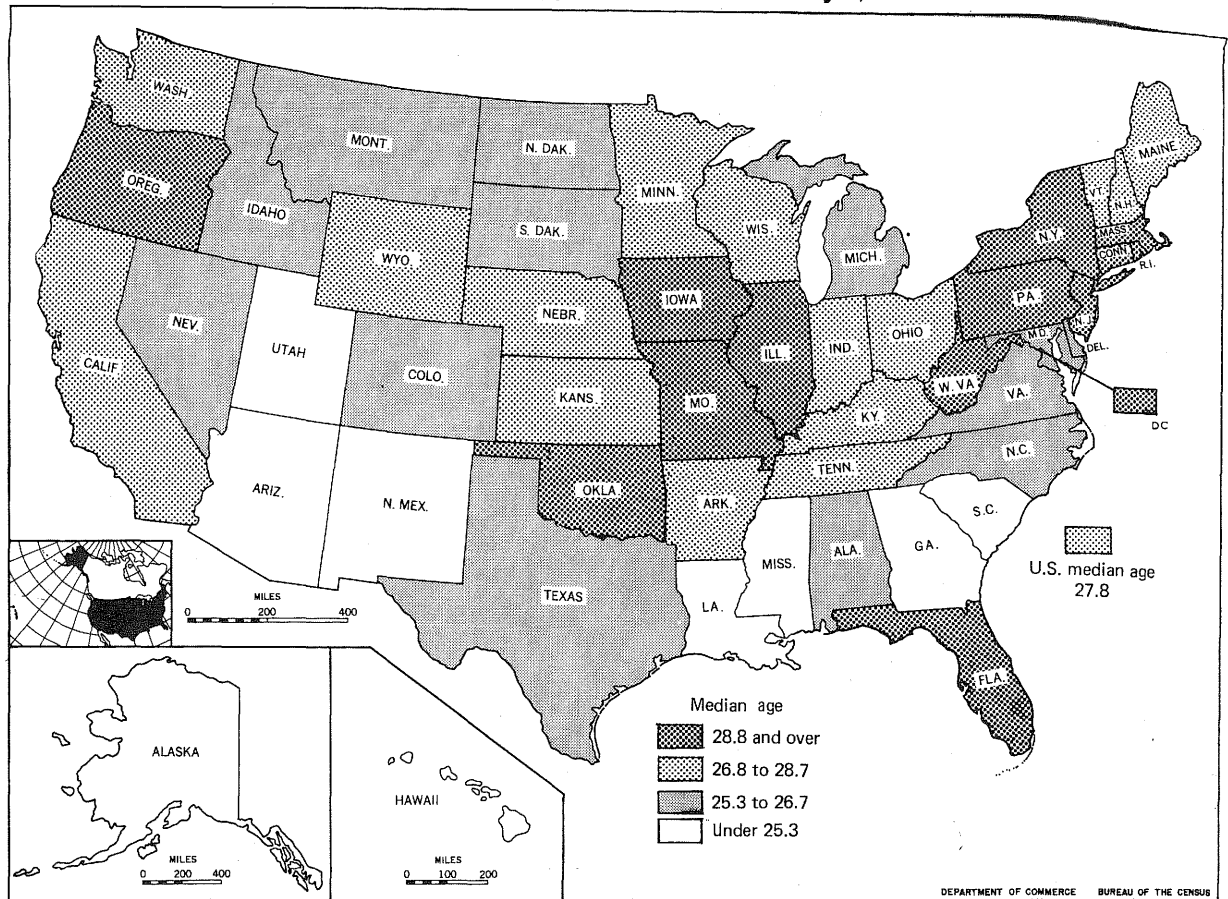 WASH.
MONT.
N. DAK.
MINN.
OREG.
IDAHO
S. DAK.
WIS.
MICH.
WYO.
IOWA
NEBR.
NEV.
UTAH
COLO.
CALIF.
KANS.
MO.
ILL.
IND.
OHIO
PA.
N.Y.
VT.
N.H.
MAINE
MASS.
CONN.
R.I.
N.J.
M D.
DEL.
W. VA
VA.
DC
KY.
N.C.
TENN.
ARIZ.
N. MEX.
OKLA
ARK.
S.C.
MISS.
ALA.
GA.
TEXAS
LA.
FLA.
U.S. median age
27.8
MILES
0 200 400
ALASKA
MILES
0 200 400
HAWAII
MILES
0 100 200
Median age
28.8 and over
26.8 to 28.7
25.3 to 26.7
Under 25.3
DEPARTMENT OF COMMERCE BUREAU OF THE CENSUS